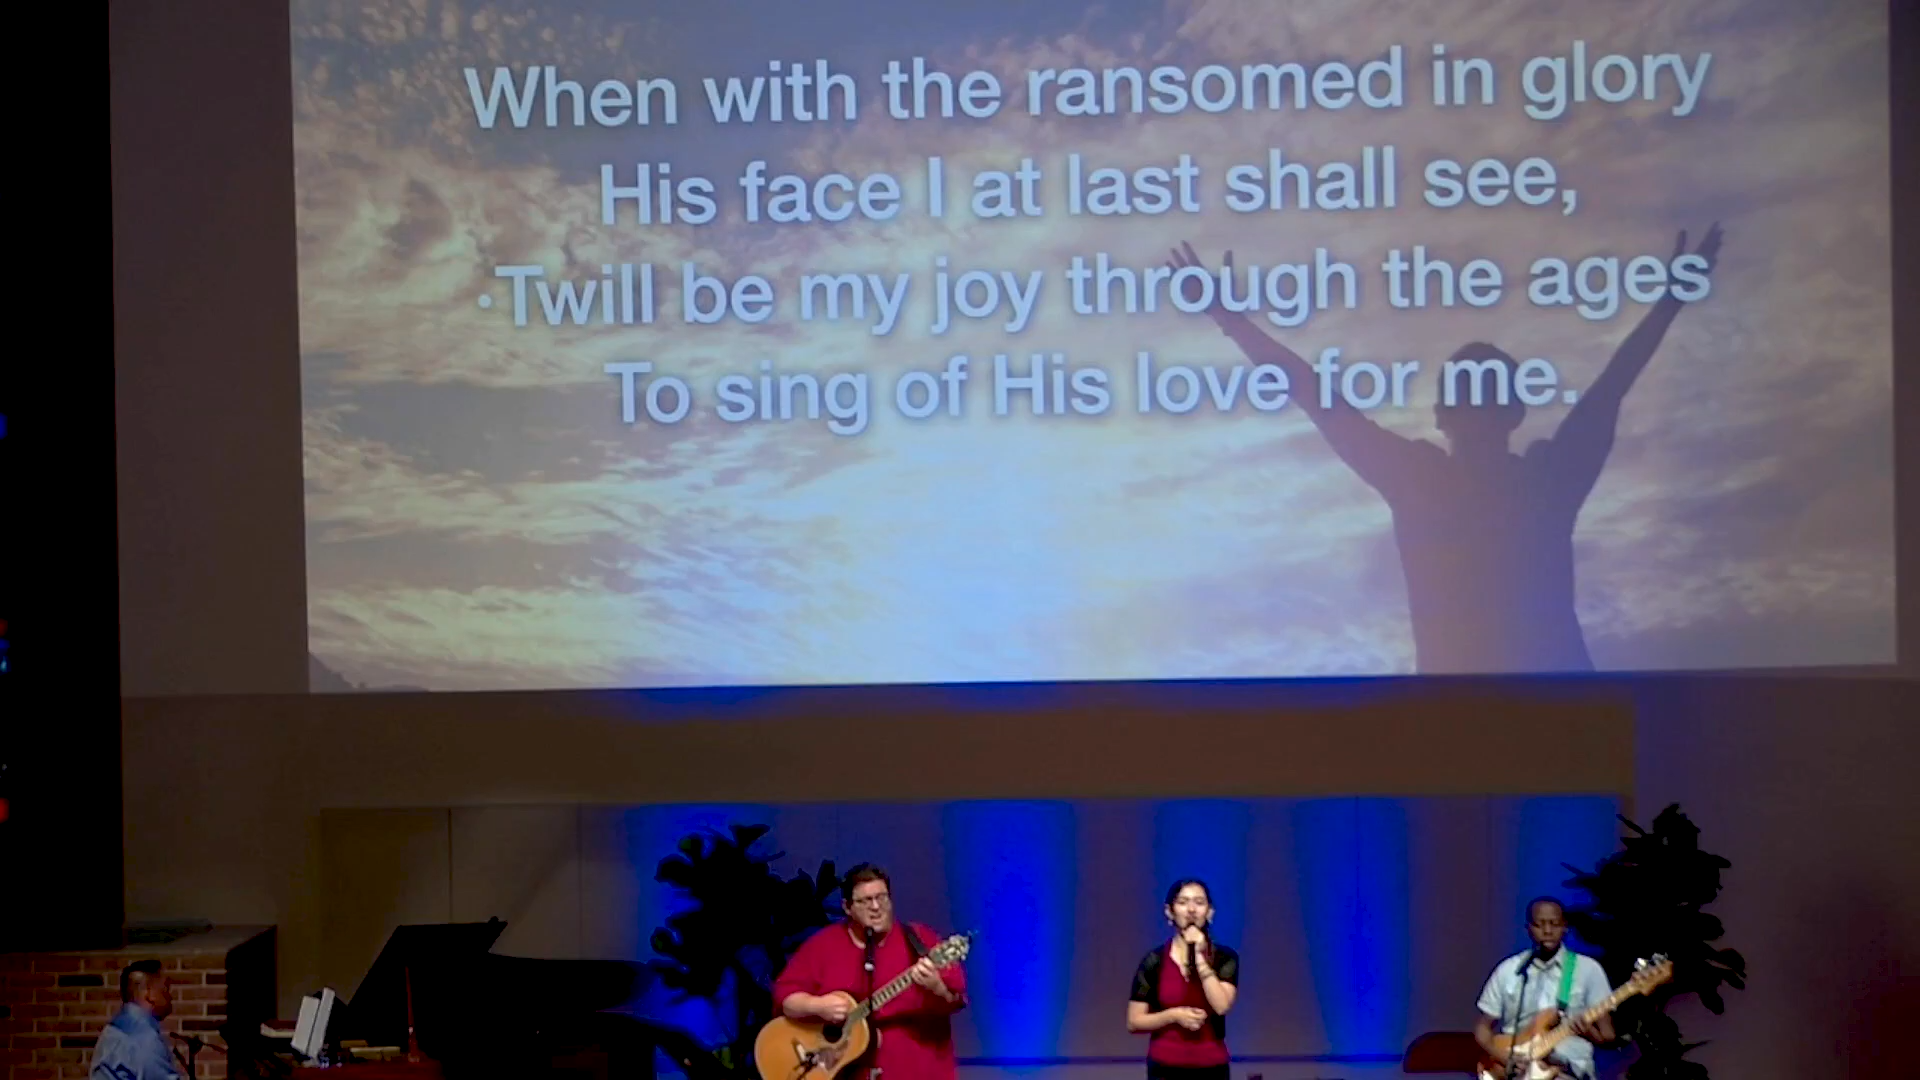 When with the ransomed in glory
His face I at last shall see,
·Twill be my joy through the ages
To sing of His love for me.